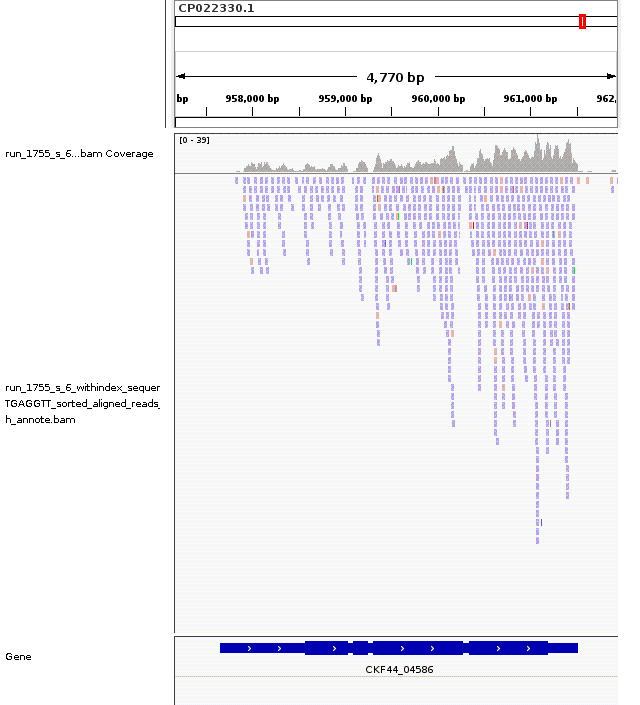 CP022330.1
4,770 bp
bp 958,000 bp 959,000 bp 960,000 bp 961,000 bp 962,
[0 - 39]
run_1755_s_6...bam Coverage
run_1755_s_6_withindex_sequer
TGAGGTT_sorted_aligned_reads_
h_annote.bam
Gene
CKF44_04586